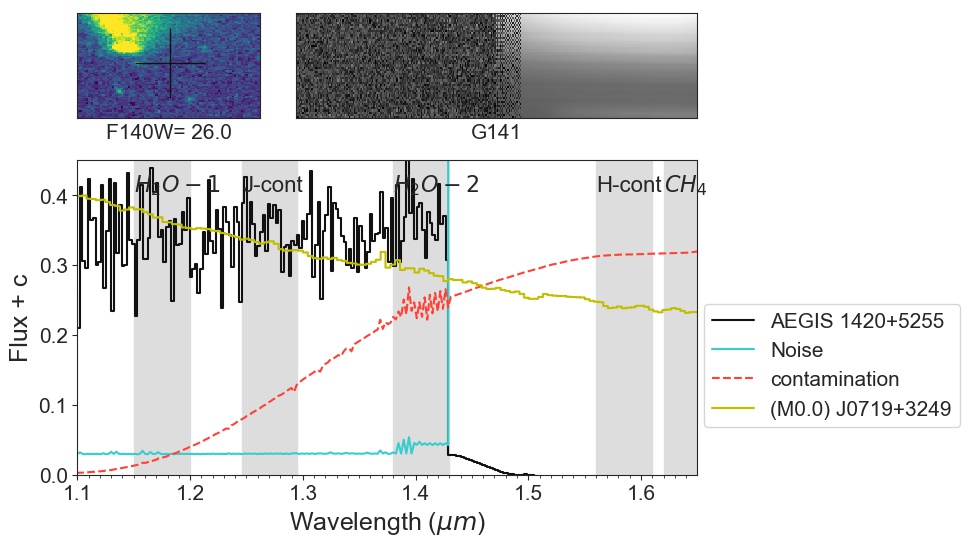 F140W= 26.0
G141
H₂O − 1 J-cont H₂O − 2 H-cont CH₄
0.4
0.3
0.2
0.1
0.0
Flux + c
1.1 1.2 1.3 1.4 1.5 1.6
Wavelength (μm)
AEGIS 1420+5255
Noise
contamination
(M0.0) J0719+3249